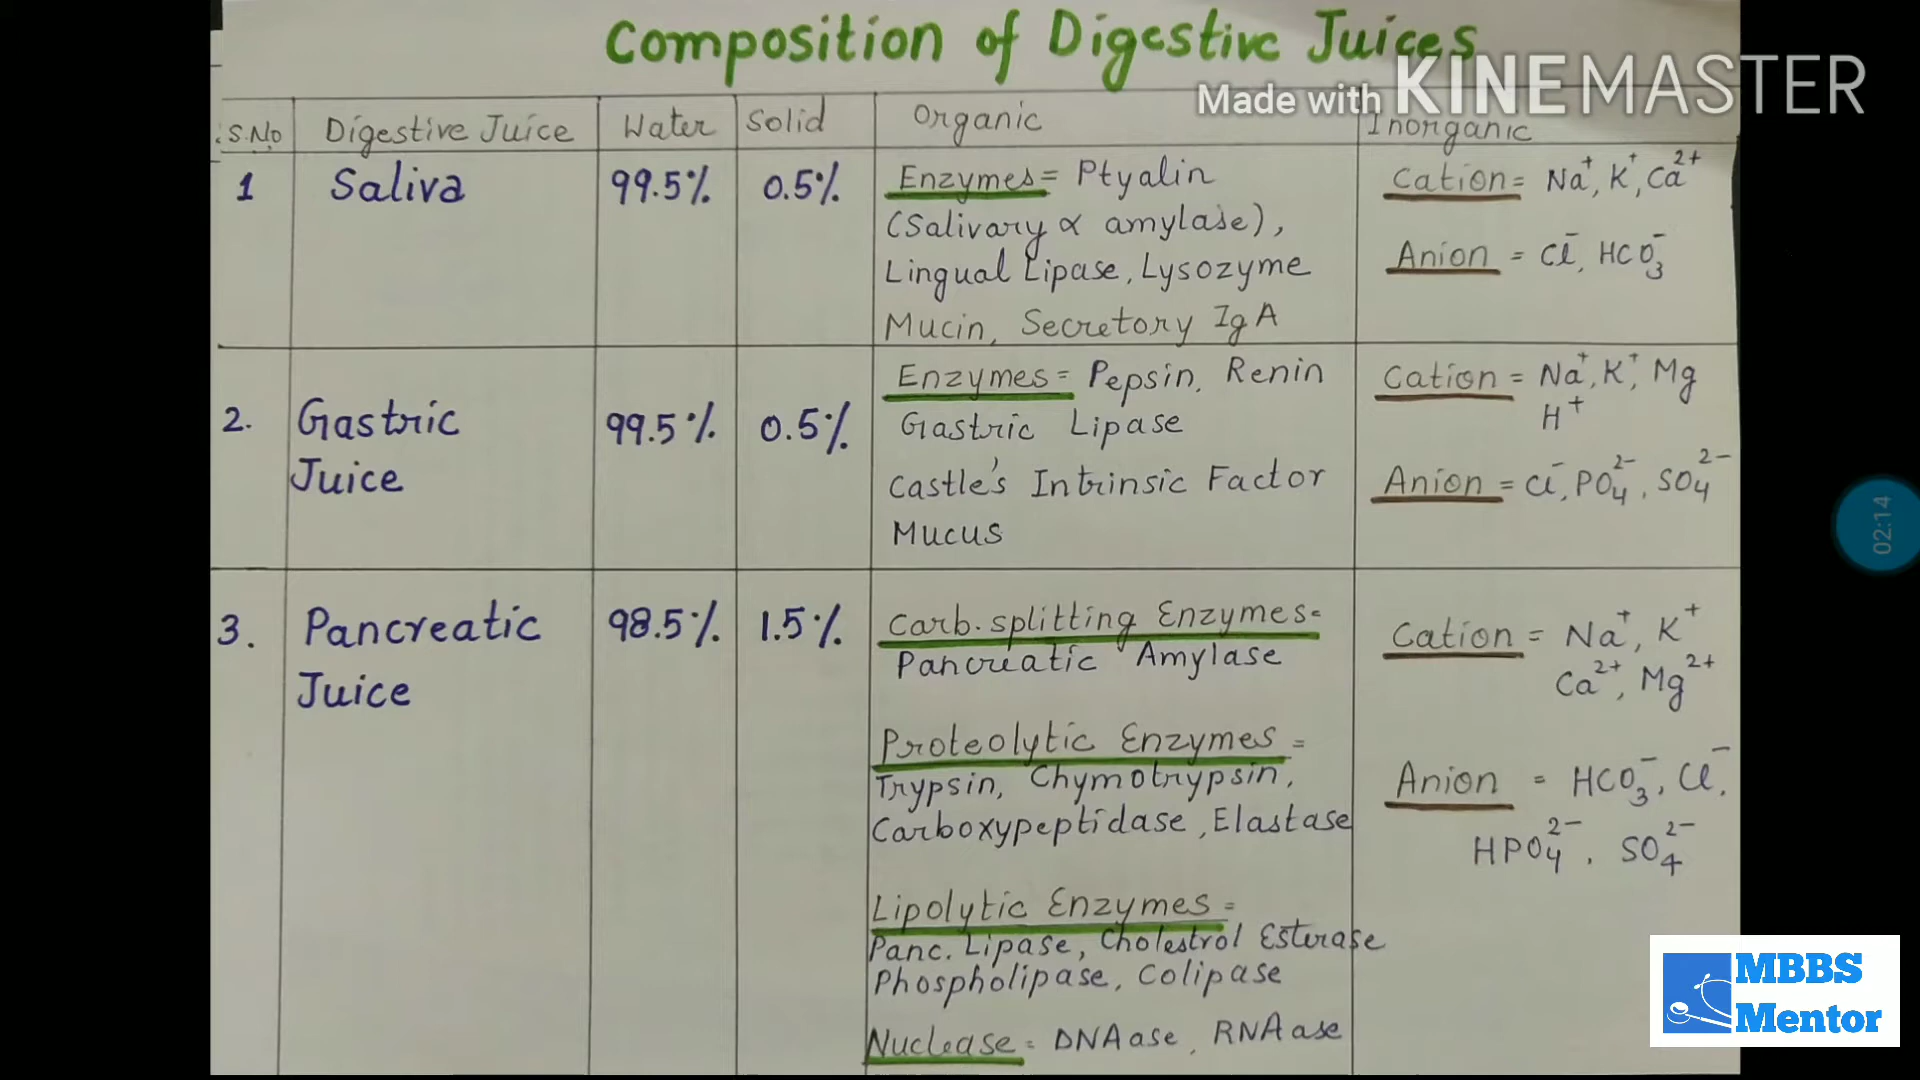 Composition of Digestive Juices
Made with KINEMASTER
S.No Digestive Juice Water Solid Organic Inorganic
1 Saliva 99.5% 0.5% Enzymes = Ptyalin
(Salivary α amylase),
Lingual Lipase, Lysozyme
Mucin, Secretory IgA
Cation = Na⁺, K⁺, Ca²⁺
Anion = Cl⁻, HCO₃⁻
2. Gastric
Juice
99.5% 0.5% Enzymes = Pepsin, Renin
Gastric Lipase
Castle's Intrinsic Factor
Mucus
Cation = Na⁺, K⁺, Mg
H⁺
Anion = Cl⁻, PO₄²⁻, SO₄²⁻
02:14
3. Pancreatic
Juice
98.5% 1.5% Carb. splitting Enzymes =
Pancreatic Amylase
Proteolytic Enzymes =
Trypsin, Chymotrypsin,
Carboxypeptidase, Elastase
Lipolytic Enzymes =
Panc. Lipase, Cholestrol Esterase
Phospholipase, Colipase
Nuclease = DNAase, RNAase
Cation = Na⁺, K⁺
Ca²⁺, Mg²⁺
Anion = HCO₃⁻, Cl⁻,
HPO₄²⁻, SO₄²⁻
MBBS
Mentor